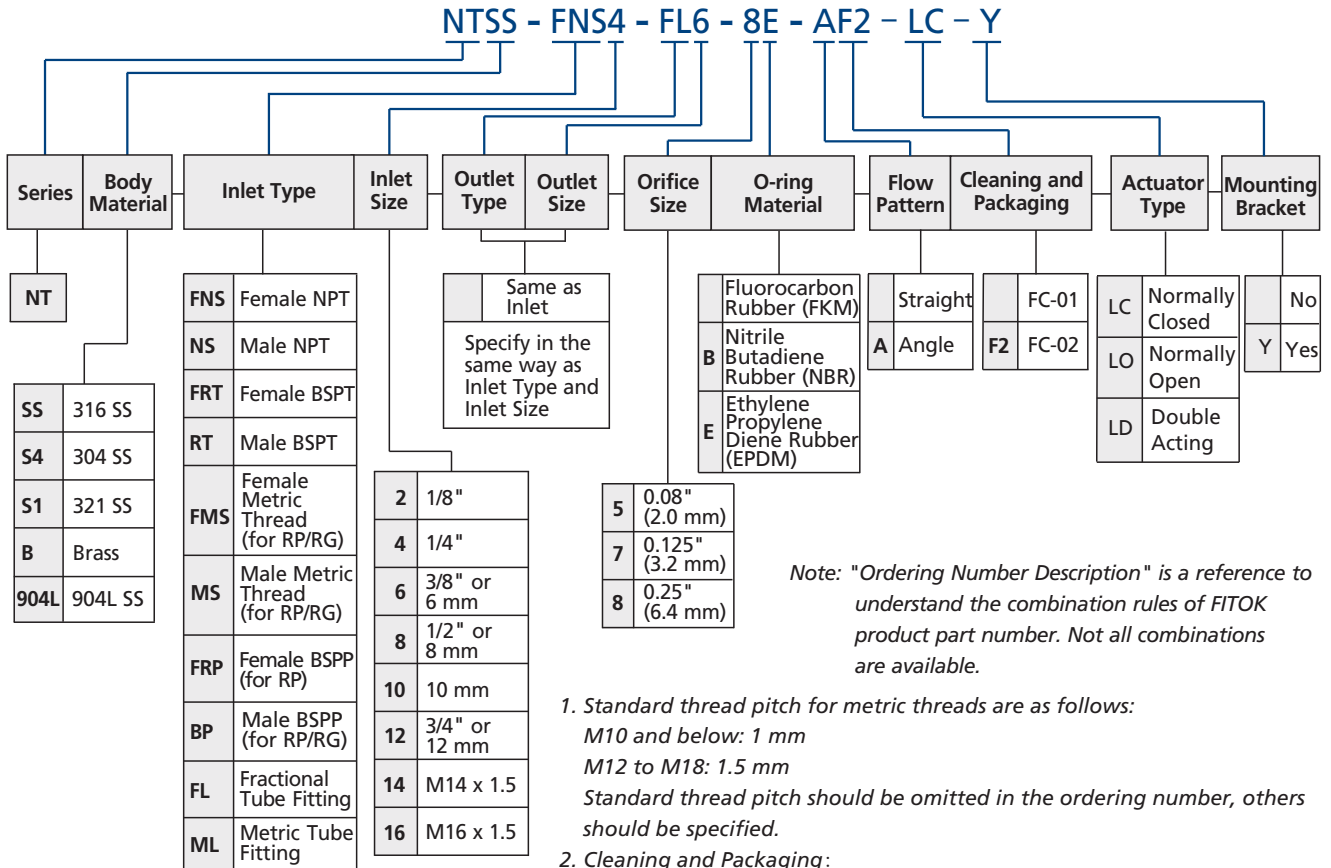 NTSS - FNS4 - FL6 - 8E - AF2 - LC - Y
Series
Body
Material
Inlet Type
Inlet
Size
Outlet
Type
Outlet
Size
Orifice
Size
O-ring
Material
Flow
Pattern
Cleaning and
Packaging
Actuator
Type
Mounting
Bracket
NT
SS 316 SS
S4 304 SS
S1 321 SS
B Brass
904L 904L SS
FNS Female NPT
NS Male NPT
FRT Female BSPT
RT Male BSPT
FMS Female
Metric
Thread
(for RP/RG)
MS Male Metric
Thread
(for RP/RG)
FRP Female BSPP
(for RP)
BP Male BSPP
(for RP/RG)
FL Fractional
Tube Fitting
ML Metric Tube
Fitting
2 1/8"
4 1/4"
6 3/8" or
6 mm
8 1/2" or
8 mm
10 10 mm
12 3/4" or
12 mm
14 M14 x 1.5
16 M16 x 1.5
Same as
Inlet
Specify in the
same way as
Inlet Type and
Inlet Size
5 0.08"
(2.0 mm)
7 0.125"
(3.2 mm)
8 0.25"
(6.4 mm)
Fluorocarbon
Rubber (FKM)
B Nitrile
Butadiene
Rubber (NBR)
E Ethylene
Propylene
Diene Rubber
(EPDM)
Straight
A Angle
FC-01
F2 FC-02
LC Normally
Closed
LO Normally
Open
LD Double
Acting
No
Y Yes
Note: "Ordering Number Description" is a reference to
understand the combination rules of FITOK
product part number. Not all combinations
are available.
1. Standard thread pitch for metric threads are as follows:
M10 and below: 1 mm
M12 to M18: 1.5 mm
Standard thread pitch should be omitted in the ordering number, others
should be specified.
2. Cleaning and Packaging: